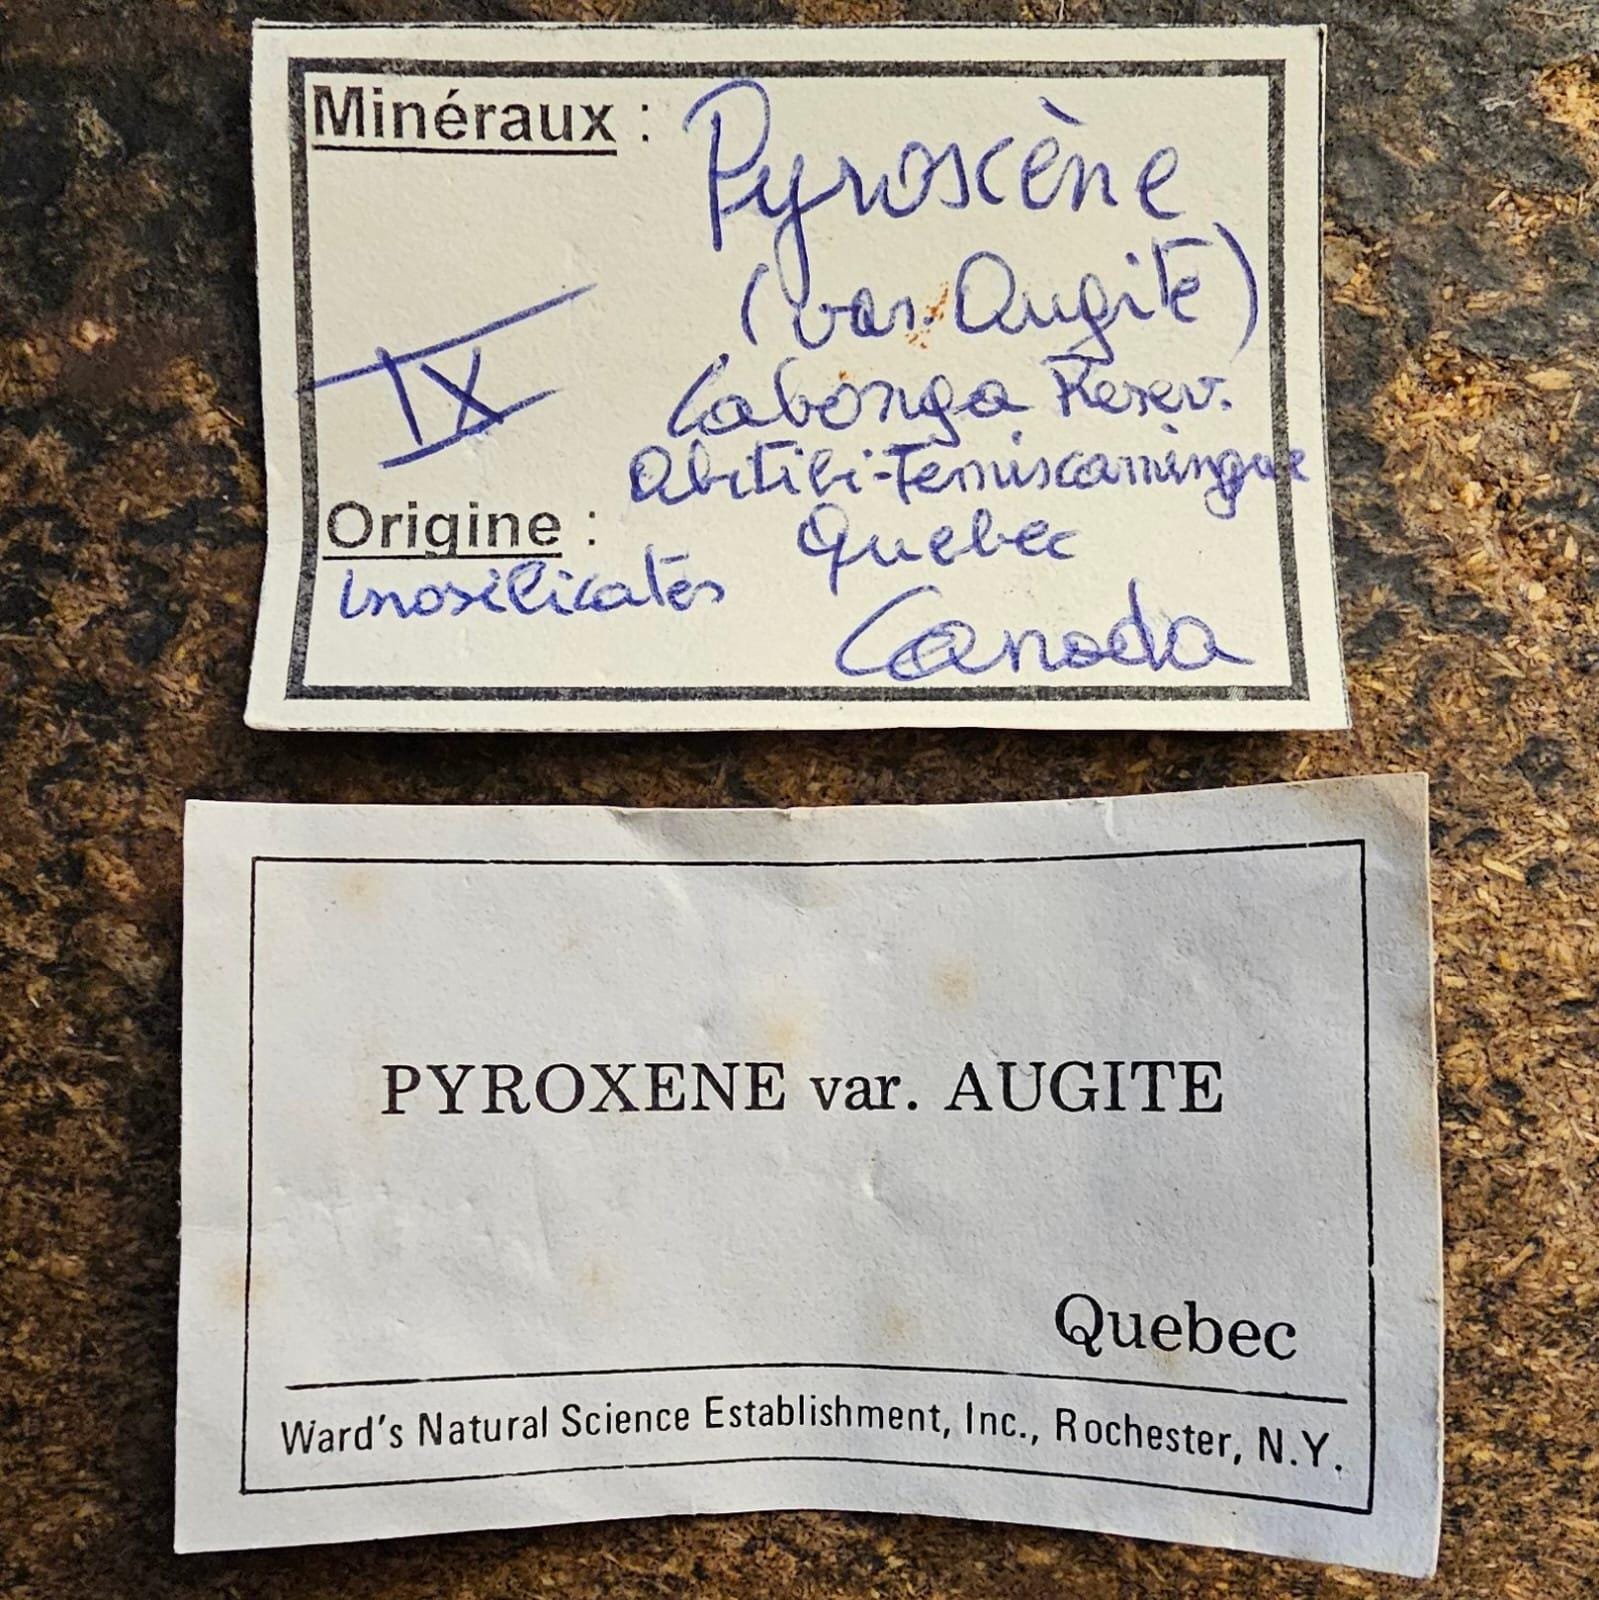 Minéraux : Pyroxène
(var. Augite)
IX
Cabonga Reserv.
Abitibi-Temiscamingue
Origine : Quebec
Inosilicates
Canada
PYROXENE var. AUGITE
Quebec
Ward's Natural Science Establishment, Inc., Rochester, N.Y.